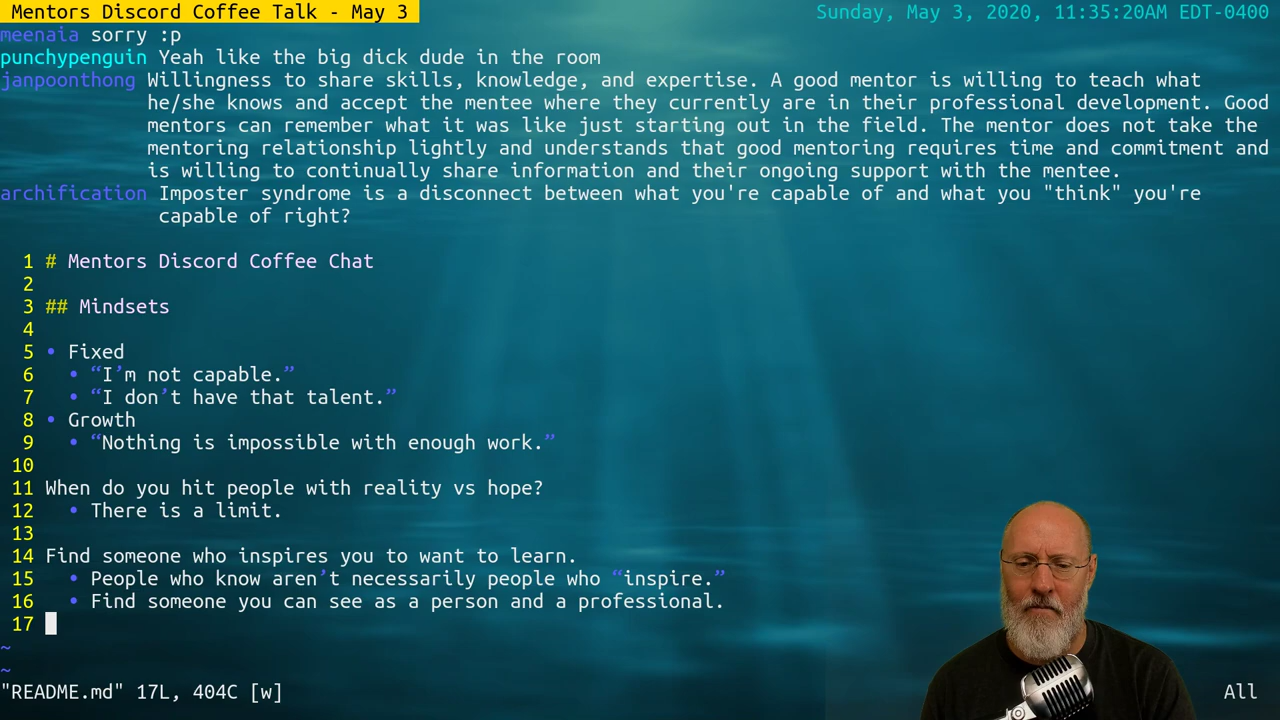 Mentors Discord Coffee Talk - May 3
Sunday, May 3, 2020, 11:35:20AM EDT-0400
meenaia sorry :p
punchypenguin Yeah like the big dick dude in the room
janpoonthong Willingness to share skills, knowledge, and expertise. A good mentor is willing to teach what
he/she knows and accept the mentee where they currently are in their professional development. Good
mentors can remember what it was like just starting out in the field. The mentor does not take the
mentoring relationship lightly and understands that good mentoring requires time and commitment and
is willing to continually share information and their ongoing support with the mentee.
archification Imposter syndrome is a disconnect between what you're capable of and what you "think" you're
capable of right?
1 # Mentors Discord Coffee Chat
2
3 ## Mindsets
4
5 • Fixed
6 • “I’m not capable.”
7 • “I don’t have that talent.”
8 • Growth
9 • “Nothing is impossible with enough work.”
10
11 When do you hit people with reality vs hope?
12 • There is a limit.
13
14 Find someone who inspires you to want to learn.
15 • People who know aren’t necessarily people who “inspire.”
16 • Find someone you can see as a person and a professional.
17
~
~
"README.md" 17L, 404C [w]
All